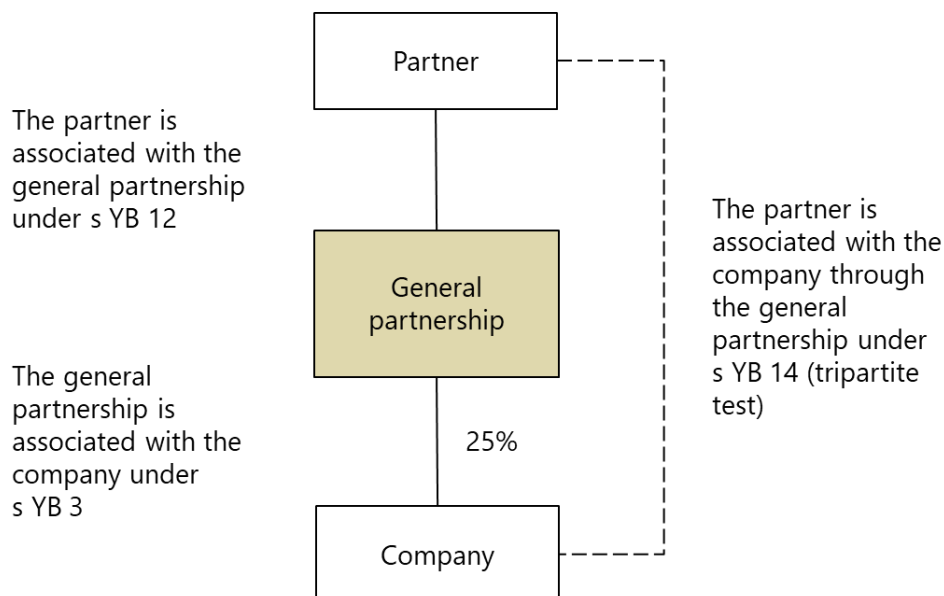 Partner
The partner is
associated with the
general partnership
under s YB 12
General
partnership
The partner is
associated with the
company through
the general
partnership under
s YB 14 (tripartite
test)
The general
partnership is
associated with the
company under
s YB 3
25%
Company